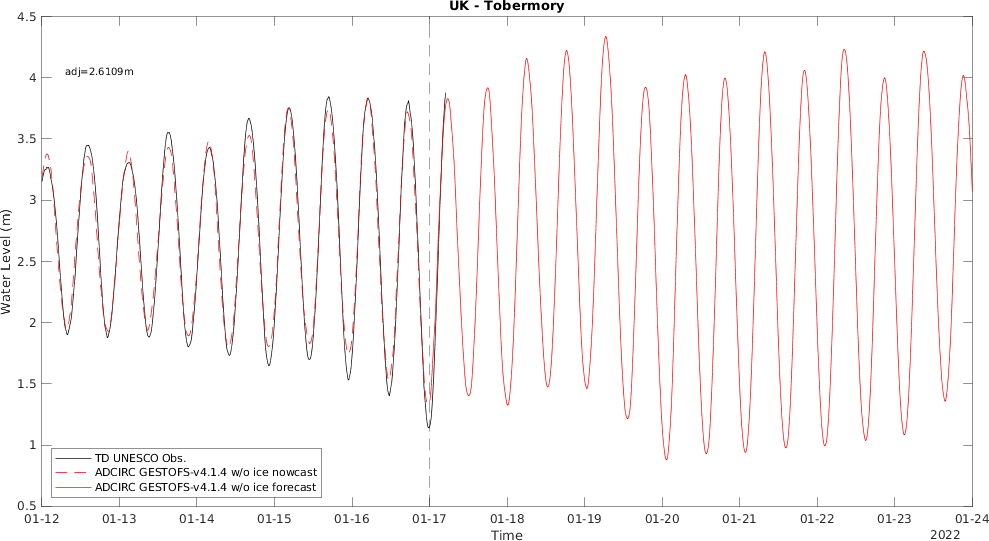 UK - Tobermory
4.5
4
3.5
3
2.5
2
1.5
1
0.5
Water Level (m)
adj=2.6109m
TD UNESCO Obs.
ADCIRC GESTOFS-v4.1.4 w/o ice nowcast
ADCIRC GESTOFS-v4.1.4 w/o ice forecast
01-12 01-13 01-14 01-15 01-16 01-17 01-18 01-19 01-20 01-21 01-22 01-23 01-24
Time
2022